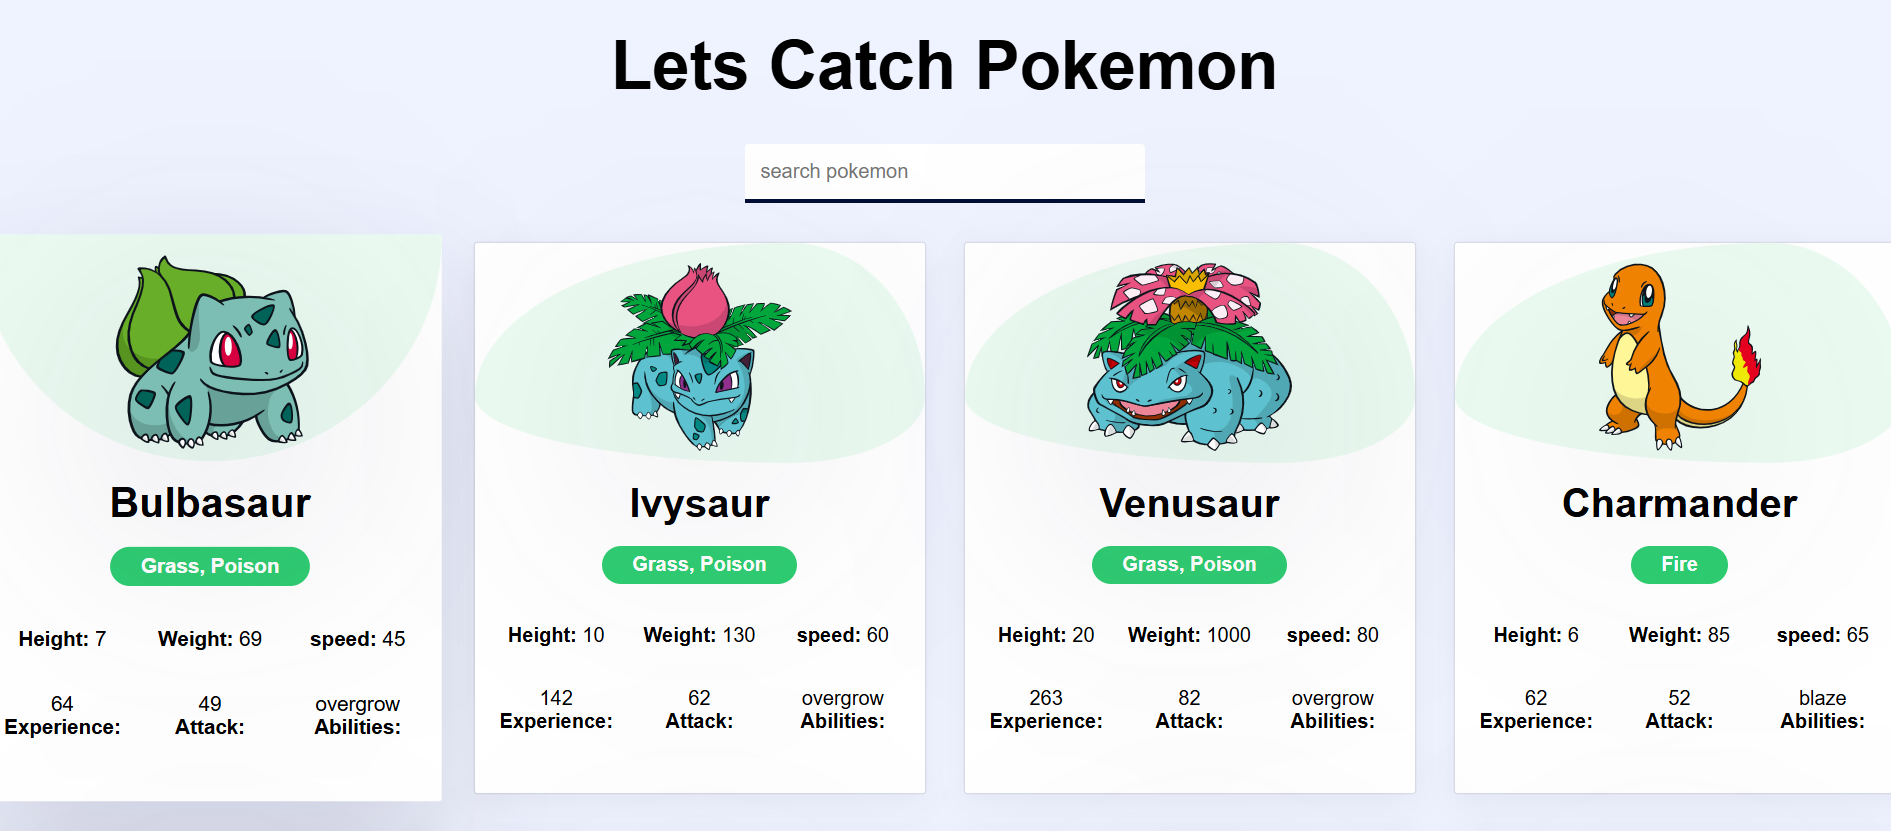 Lets Catch Pokemon
search pokemon
Bulbasaur
Grass, Poison
Height: 7 Weight: 69 speed: 45
64 49 overgrow
Experience: Attack: Abilities:
Ivysaur
Grass, Poison
Height: 10 Weight: 130 speed: 60
142 62 overgrow
Experience: Attack: Abilities:
Venusaur
Grass, Poison
Height: 20 Weight: 1000 speed: 80
263 82 overgrow
Experience: Attack: Abilities:
Charmander
Fire
Height: 6 Weight: 85 speed: 65
62 52 blaze
Experience: Attack: Abilities: